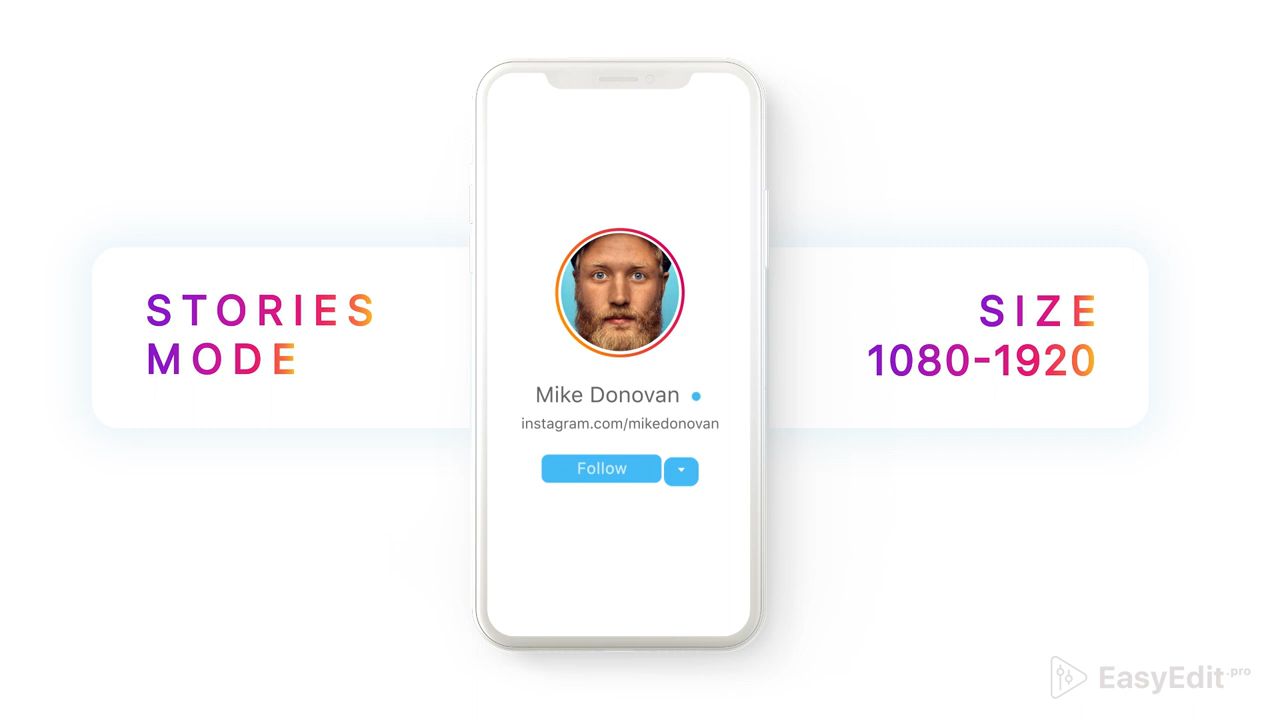 STORIES
MODE
Mike Donovan
instagram.com/mikedonovan
Follow
SIZE
1080-1920
EasyEdit.pro